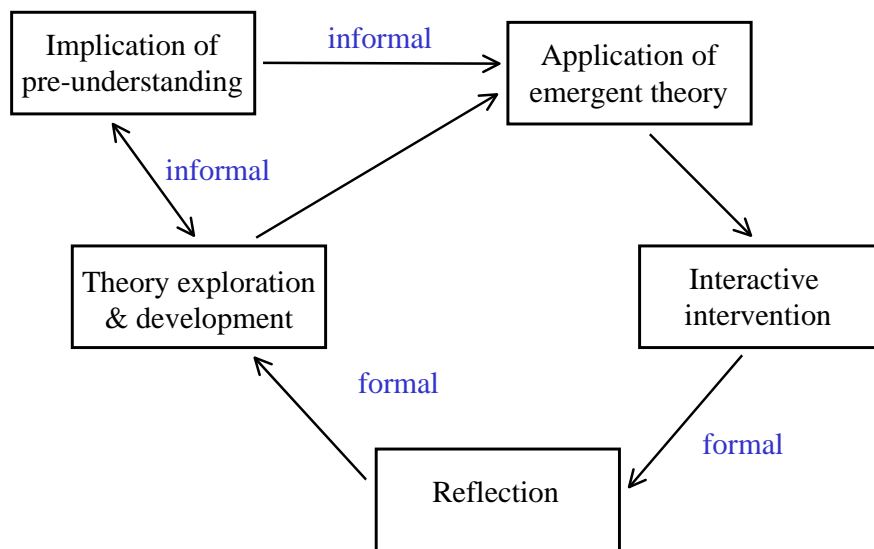 Implication of
pre-understanding
informal
Application of
emergent theory
informal
Theory exploration
& development
Interactive
intervention
formal
formal
Reflection